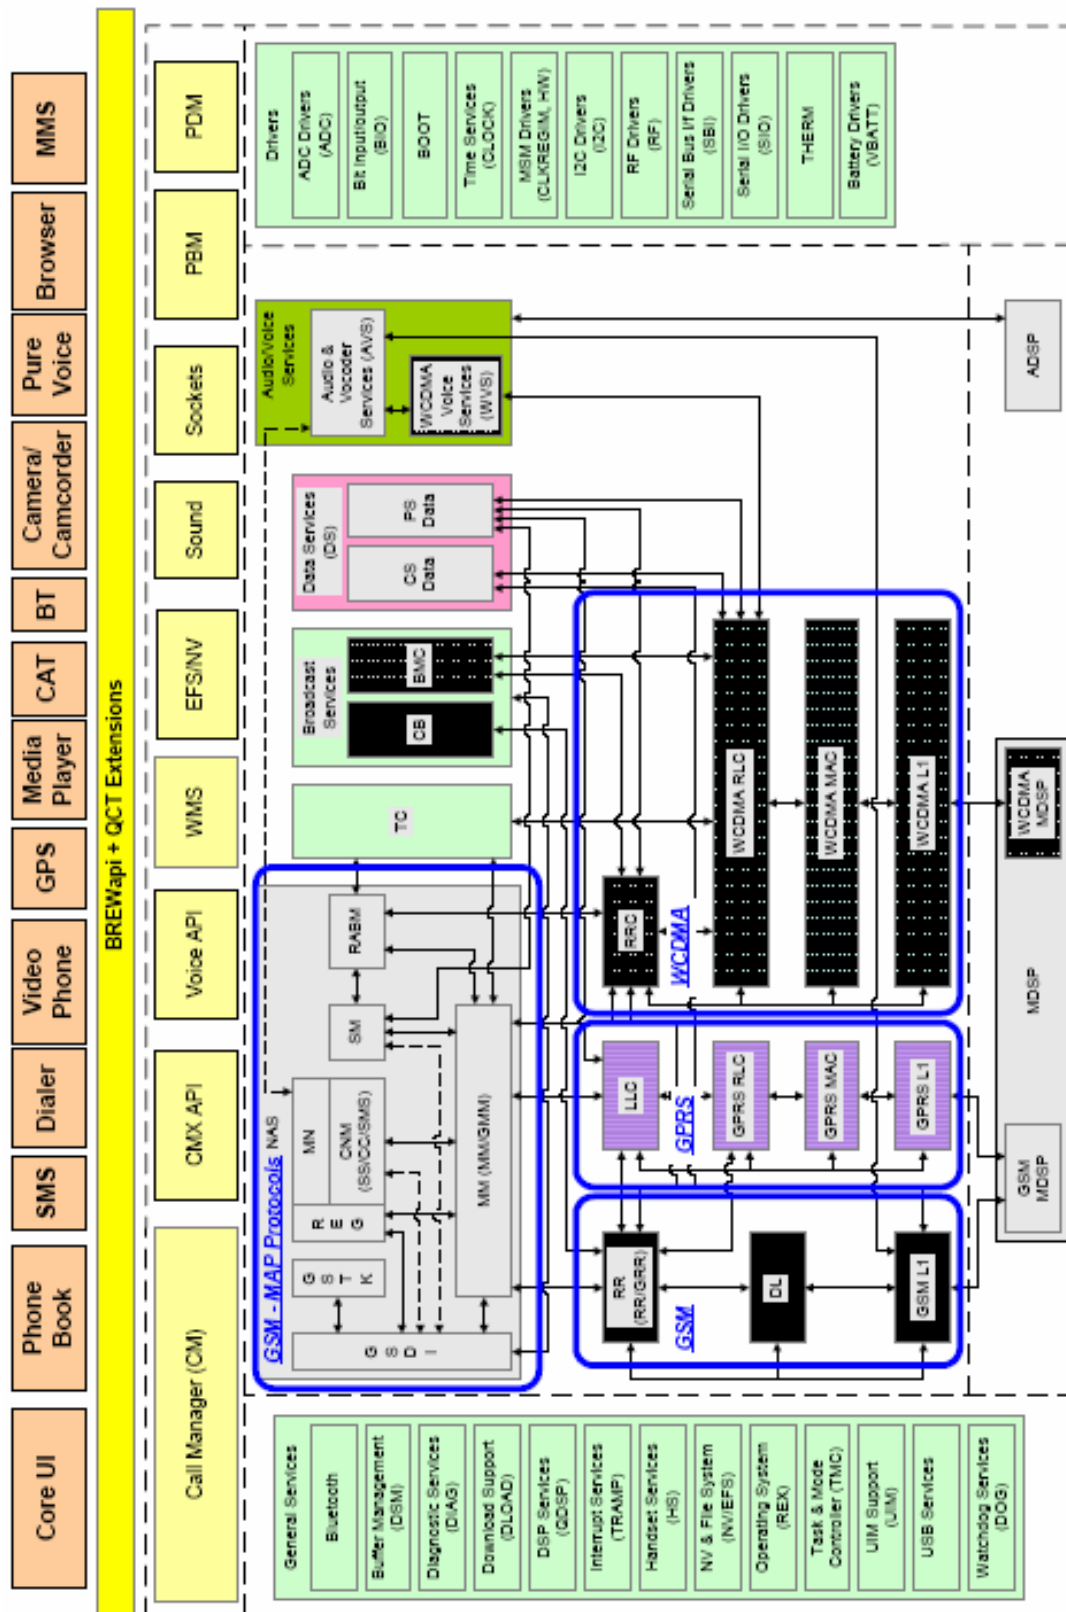 Core UI
Phone
Book
SMS
Dialer
Video
Phone
GPS
Media
Player
CAT
BT
Camera/
Camcorder
Pure
Voice
Browser
MMS
BREWapi + QCT Extensions
Call Manager (CM)
CMX API
Voice API
WMS
EFS/NV
Sound
Sockets
PBM
PDM
General Services
Bluetooth
Buffer Management
(DSM)
Diagnostic Services
(DIAG)
Download Support
(DLOAD)
DSP Services
(QDSP)
Interrupt Services
(TRAMP)
Handset Services
(HS)
NV & File System
(NV/EFS)
Operating System
(REX)
Task & Mode
Controller (TMC)
UIM Support
(UIM)
USB Services
Watchdog Services
(DOG)
GSM - MAP Protocols
NAS
G
S
D
I
G
S
T
K
R
E
G
MN
CNM
(SS/CC/SMS)
SM
RABM
MM (MM/GMM)
TC
Broadcast
Services
CB
BMC
Data Services
(DS)
CS
Data
PS
Data
Audio/Voice
Services
Audio &
Vocoder
Services (AVS)
WCDMA
Voice
Services
(WVS)
GSM
RR
(RR/GRR)
DL
GSM L1
GPRS
LLC
GPRS RLC
GPRS MAC
GPRS L1
WCDMA
RRC
WCDMA RLC
WCDMA MAC
WCDMA L1
GSM
MDSP
MDSP
WCDMA
MDSP
ADSP
Drivers
ADC Drivers
(ADC)
Bit Input/output
(BIO)
BOOT
Time Services
(CLOCK)
MSM Drivers
(CLKREGIM, HW)
I2C Drivers
(I2C)
RF Drivers
(RF)
Serial Bus I/f Drivers
(SBI)
Serial I/O Drivers
(SIO)
THERM
Battery Drivers
(VBATT)